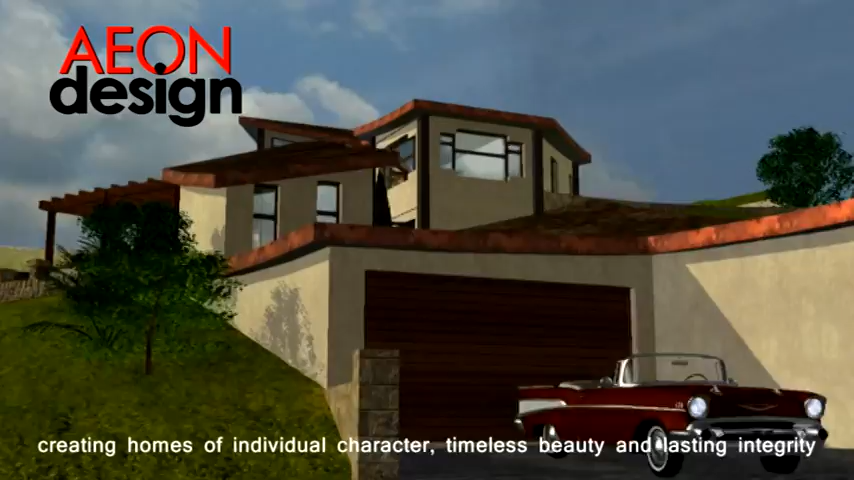 AEON
design
creating homes of individual character, timeless beauty and lasting integrity